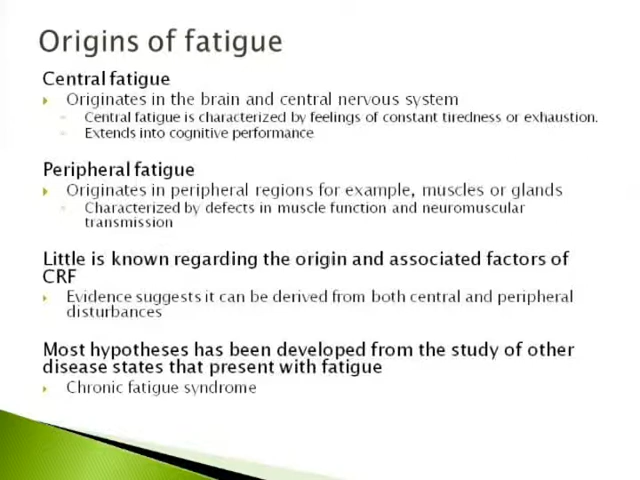 Origins of fatigue
Central fatigue
Originates in the brain and central nervous system
Central fatigue is characterized by feelings of constant tiredness or exhaustion.
Extends into cognitive performance
Peripheral fatigue
Originates in peripheral regions for example, muscles or glands
Characterized by defects in muscle function and neuromuscular
transmission
Little is known regarding the origin and associated factors of
CRF
Evidence suggests it can be derived from both central and peripheral
disturbances
Most hypotheses has been developed from the study of other
disease states that present with fatigue
Chronic fatigue syndrome